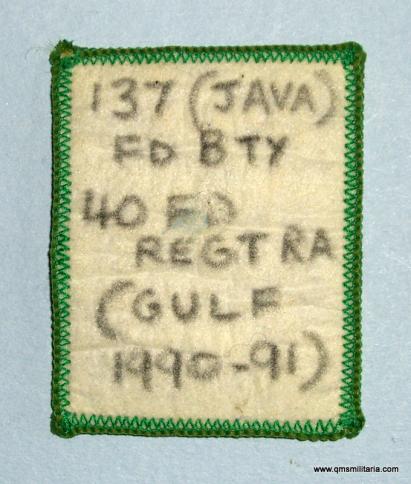 137 (JAVA)
FD BTY
40 FD
REGT RA
(GULF
1990-91)
www.qmsmilitaria.com